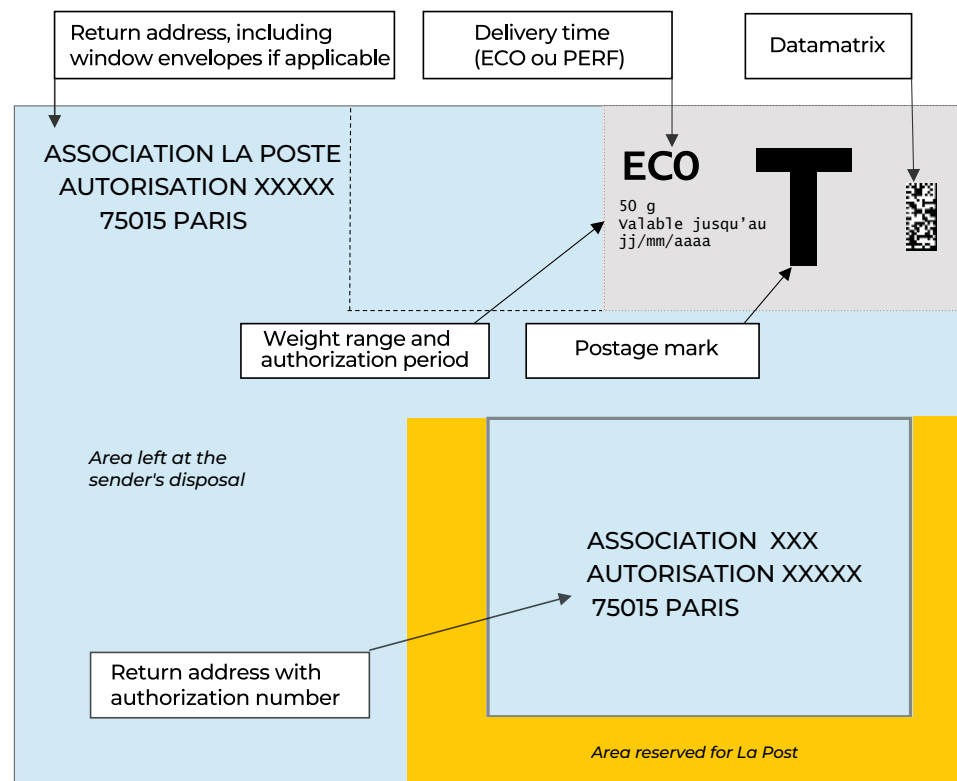 Return address, including
window envelopes if applicable
Delivery time
(ECO ou PERF)
Datamatrix
ASSOCIATION LA POSTE
AUTORISATION XXXXX
75015 PARIS
ECO
50 g
Valable jusqu'au
jj/mm/aaaa
T
Weight range and
authorization period
Postage mark
Area left at the
sender's disposal
ASSOCIATION XXX
AUTORISATION XXXXX
75015 PARIS
Return address with
authorization number
Area reserved for La Post